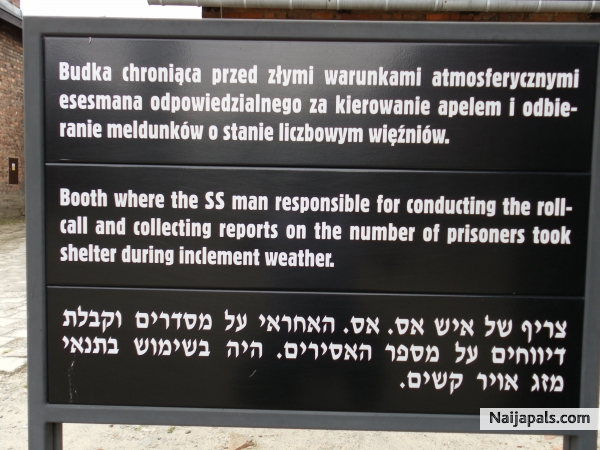 Budka chroniąca przed złymi warunkami atmosferycznymi
esesmana odpowiedzialnego za kierowanie apelem i odbie-
ranie meldunków o stanie liczbowym więźniów.
Booth where the SS man responsible for conducting the roll-
call and collecting reports on the number of prisoners took
shelter during inclement weather.
צריף של איש אס. אס. האחראי על מסדרים וקבלת
דיווחים על מספר האסירים. היה בשימוש בתנאי
מזג אויר קשים.
Naijapals.com